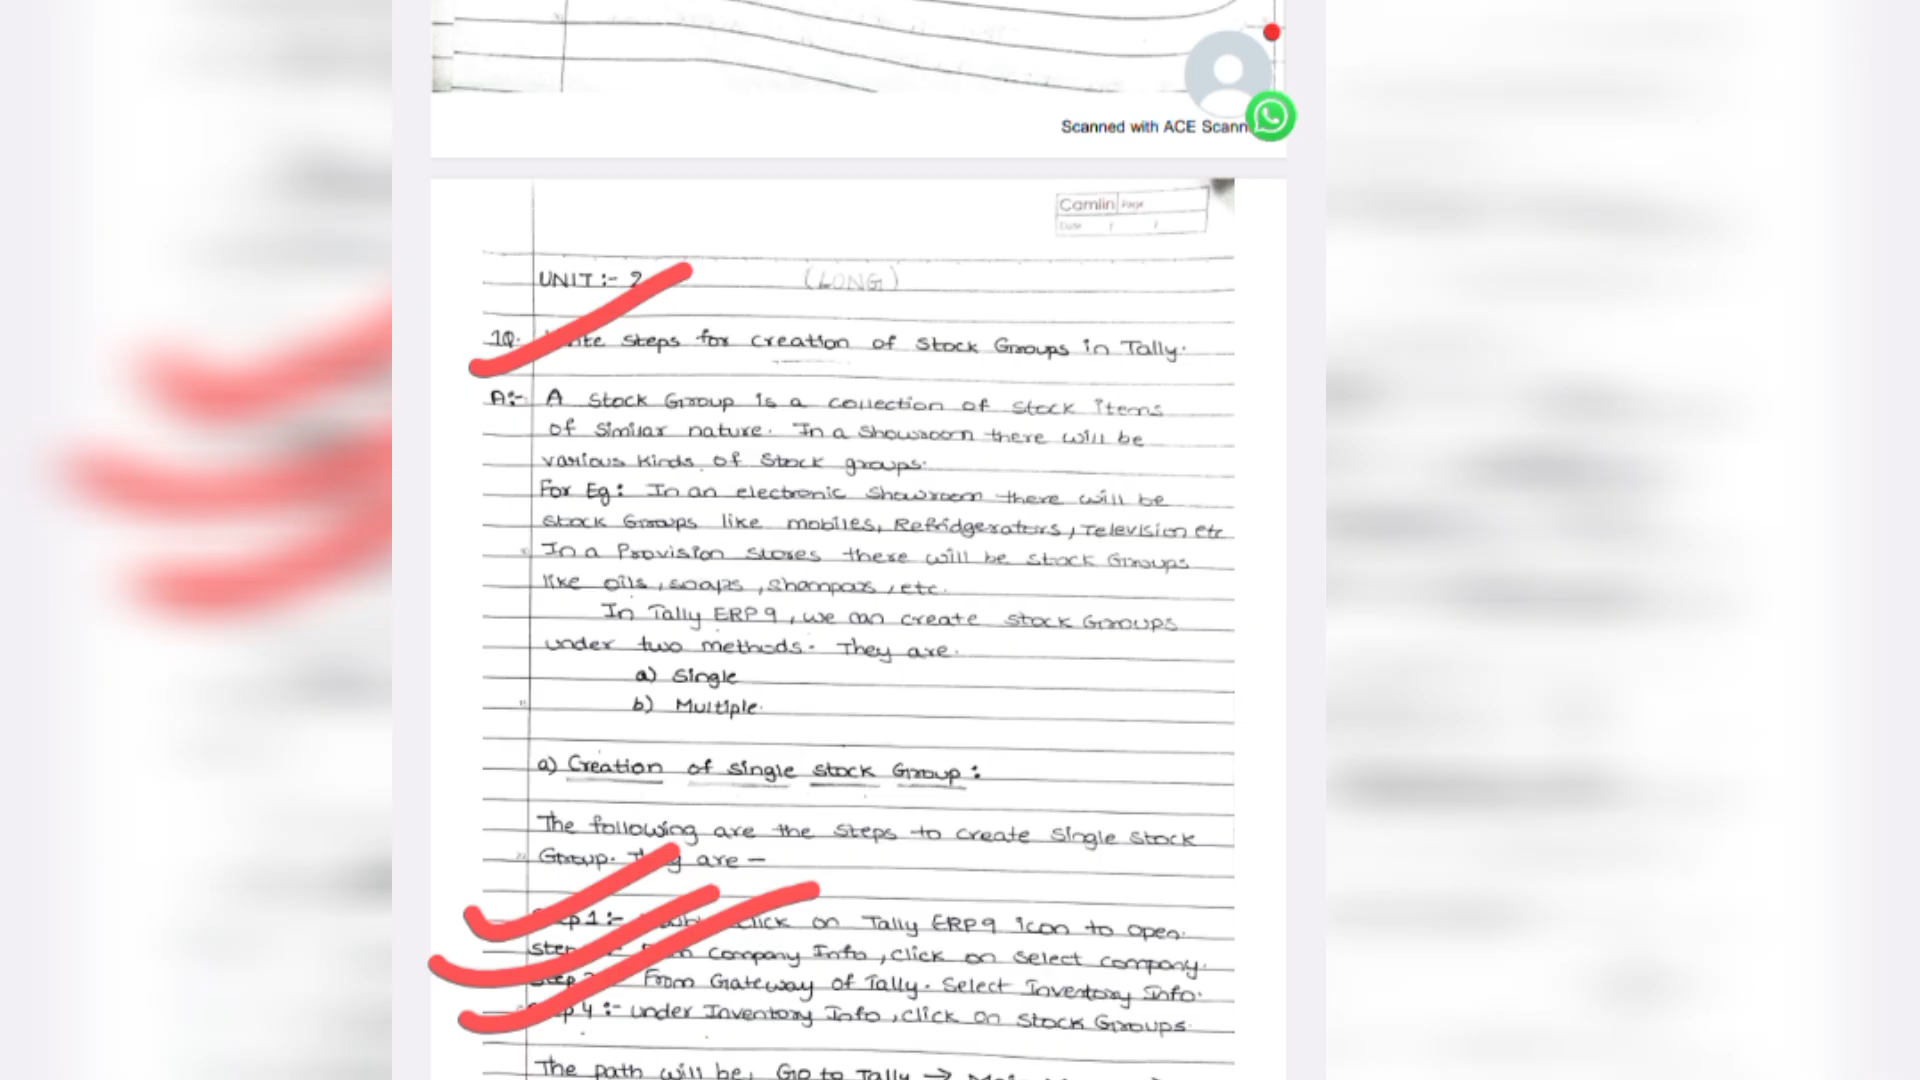 Scanned with ACE Scann
Camlin Page
Date / /
UNIT :- 2 (LONG)
1Q. steps for creation of stock Groups in Tally.
A:- A stock Group is a collection of stock items
of similar nature. In a showroom there will be
various kinds of stock groups.
For Eg: In an electronic showroom there will be
stock Groups like mobiles, Refridgerators, Television etc
In a Provision stores there will be stock Groups
like oils, soaps, shampoos, etc.
In Tally ERP 9, we can create stock Groups
under two methods. They are.
a) Single
b) Multiple.
a) Creation of single stock Group :
The following are the steps to create single stock
Group. They are —
click on Tally ERP 9 icon to open.
Company Info, click on select company.
From Gateway of Tally. Select Inventory Info.
4 :- under Inventory Info, click on stock Groups.
The path will be, Go to Tally →